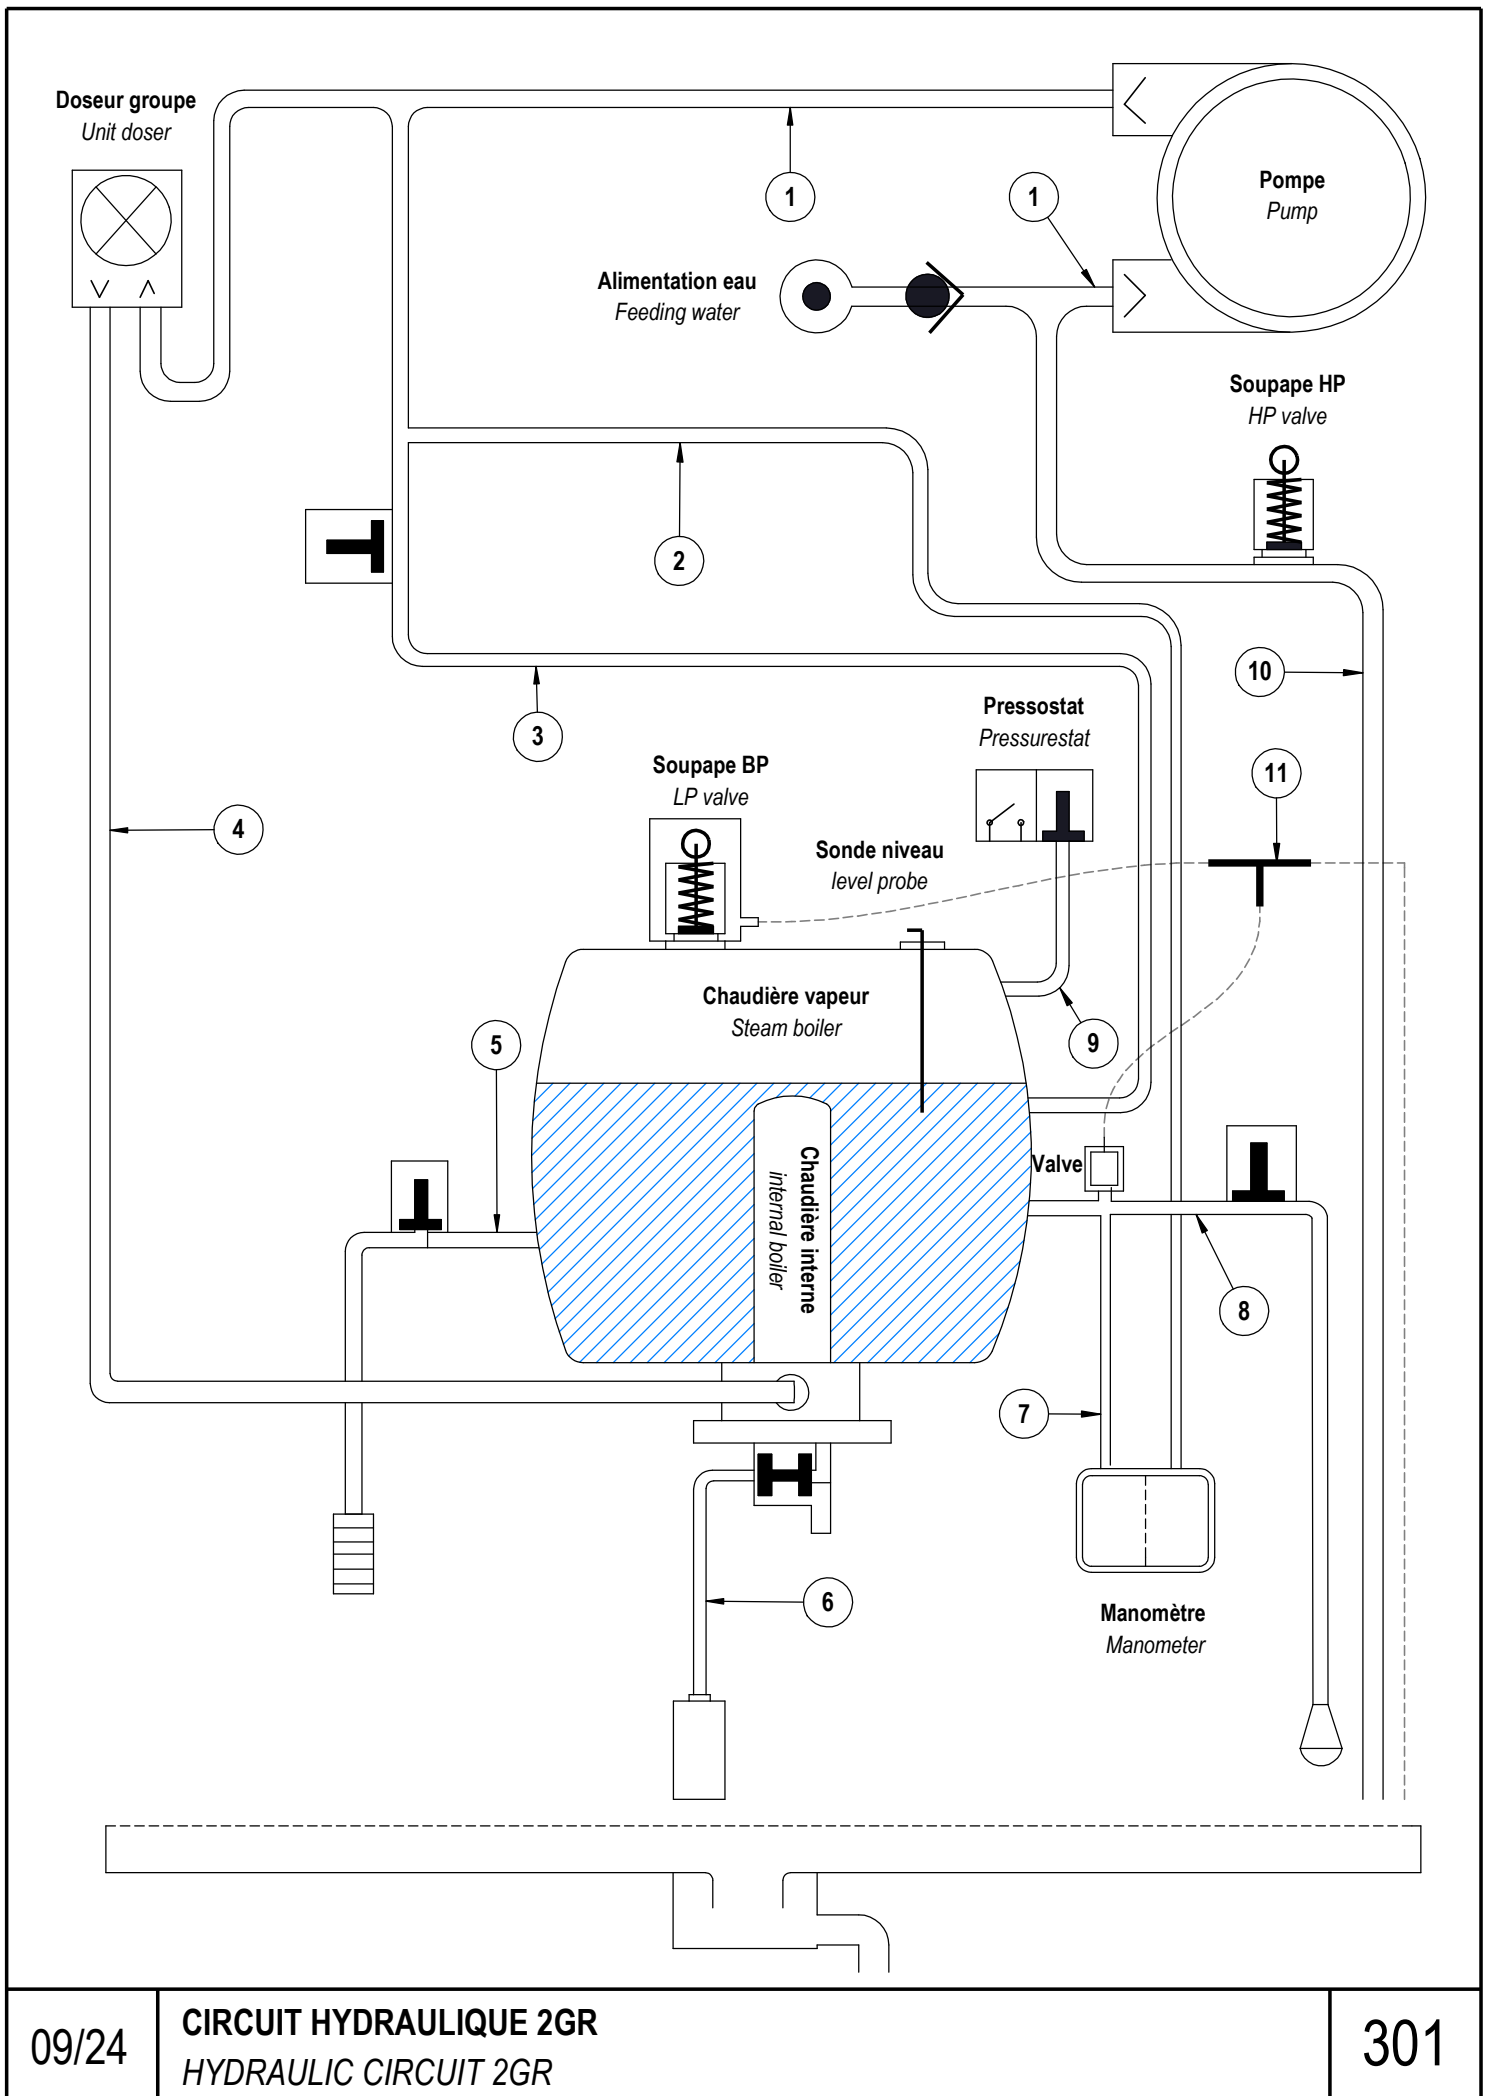 Doseur groupe
Unit doser
Pompe
Pump
1
1
Alimentation eau
Feeding water
Soupape HP
HP valve
2
10
3
Pressostat
Pressurestat
Soupape BP
LP valve
11
4
Sonde niveau
level probe
Chaudière vapeur
Steam boiler
5
9
Valve
Chaudière interne
internal boiler
8
7
6
Manomètre
Manometer
09/24
CIRCUIT HYDRAULIQUE 2GR
HYDRAULIC CIRCUIT 2GR
301